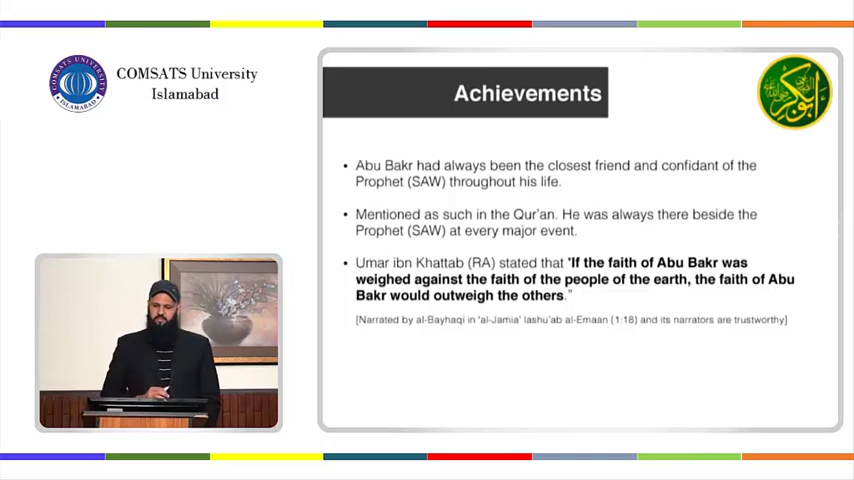 COMSATS University
Islamabad
COMSATS UNIVERSITY
ISLAMABAD
Achievements
• Abu Bakr had always been the closest friend and confidant of the
Prophet (SAW) throughout his life.
• Mentioned as such in the Qur'an. He was always there beside the
Prophet (SAW) at every major event.
• Umar ibn Khattab (RA) stated that "If the faith of Abu Bakr was
weighed against the faith of the people of the earth, the faith of Abu
Bakr would outweigh the others."
[Narrated by al-Bayhaqi in 'al-Jamia' lashu'ab al-Emaan (1:18) and its narrators are trustworthy]
ابوبكر